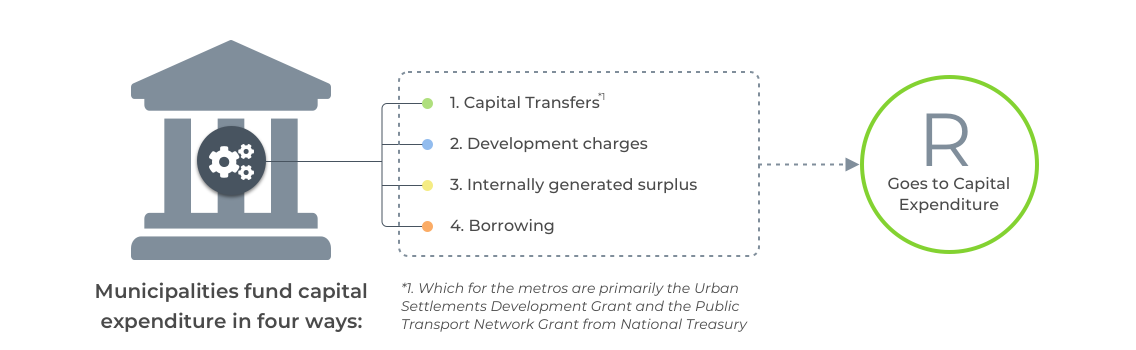 1. Capital Transfers*1
2. Development charges
3. Internally generated surplus
4. Borrowing
R
Goes to Capital
Expenditure
Municipalities fund capital
expenditure in four ways:
*1. Which for the metros are primarily the Urban
Settlements Development Grant and the Public
Transport Network Grant from National Treasury